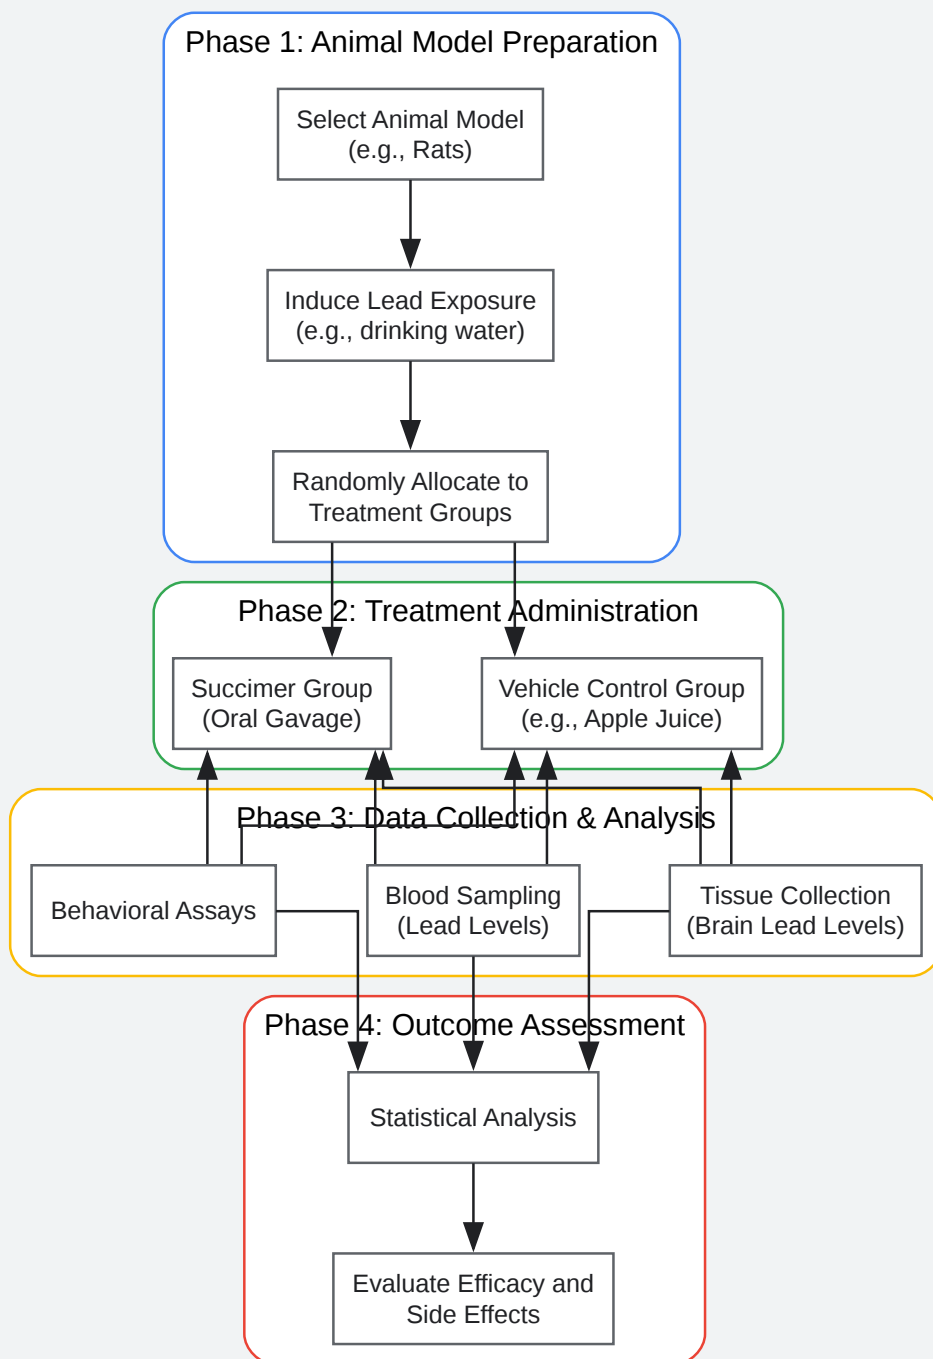 Phase 1: Animal Model Preparation
Select Animal Model
(e.g., Rats)
Induce Lead Exposure
(e.g., drinking water)
Randomly Allocate to
Treatment Groups
Phase 2: Treatment Administration
Succimer Group
(Oral Gavage)
Vehicle Control Group
(e.g., Apple Juice)
Phase 3: Data Collection & Analysis
Behavioral Assays
Blood Sampling
(Lead Levels)
Tissue Collection
(Brain Lead Levels)
Phase 4: Outcome Assessment
Statistical Analysis
Evaluate Efficacy and
Side Effects